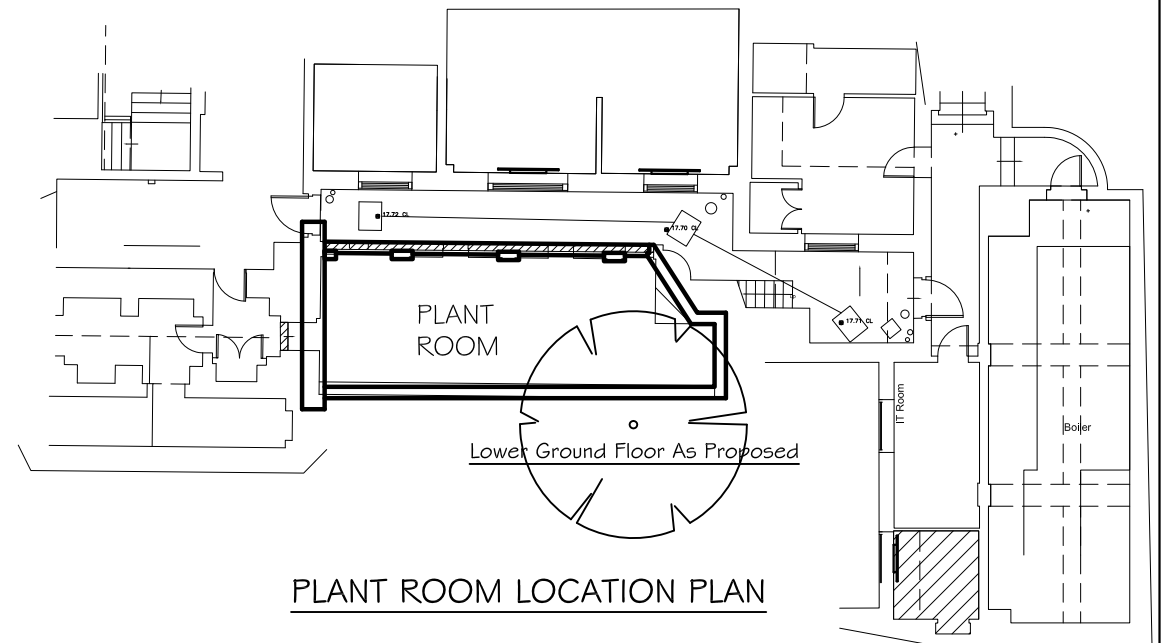 17.72 CL
17.70 CL
17.71 CL
PLANT
ROOM
IT Room
Boiler
Lower Ground Floor As Proposed
PLANT ROOM LOCATION PLAN